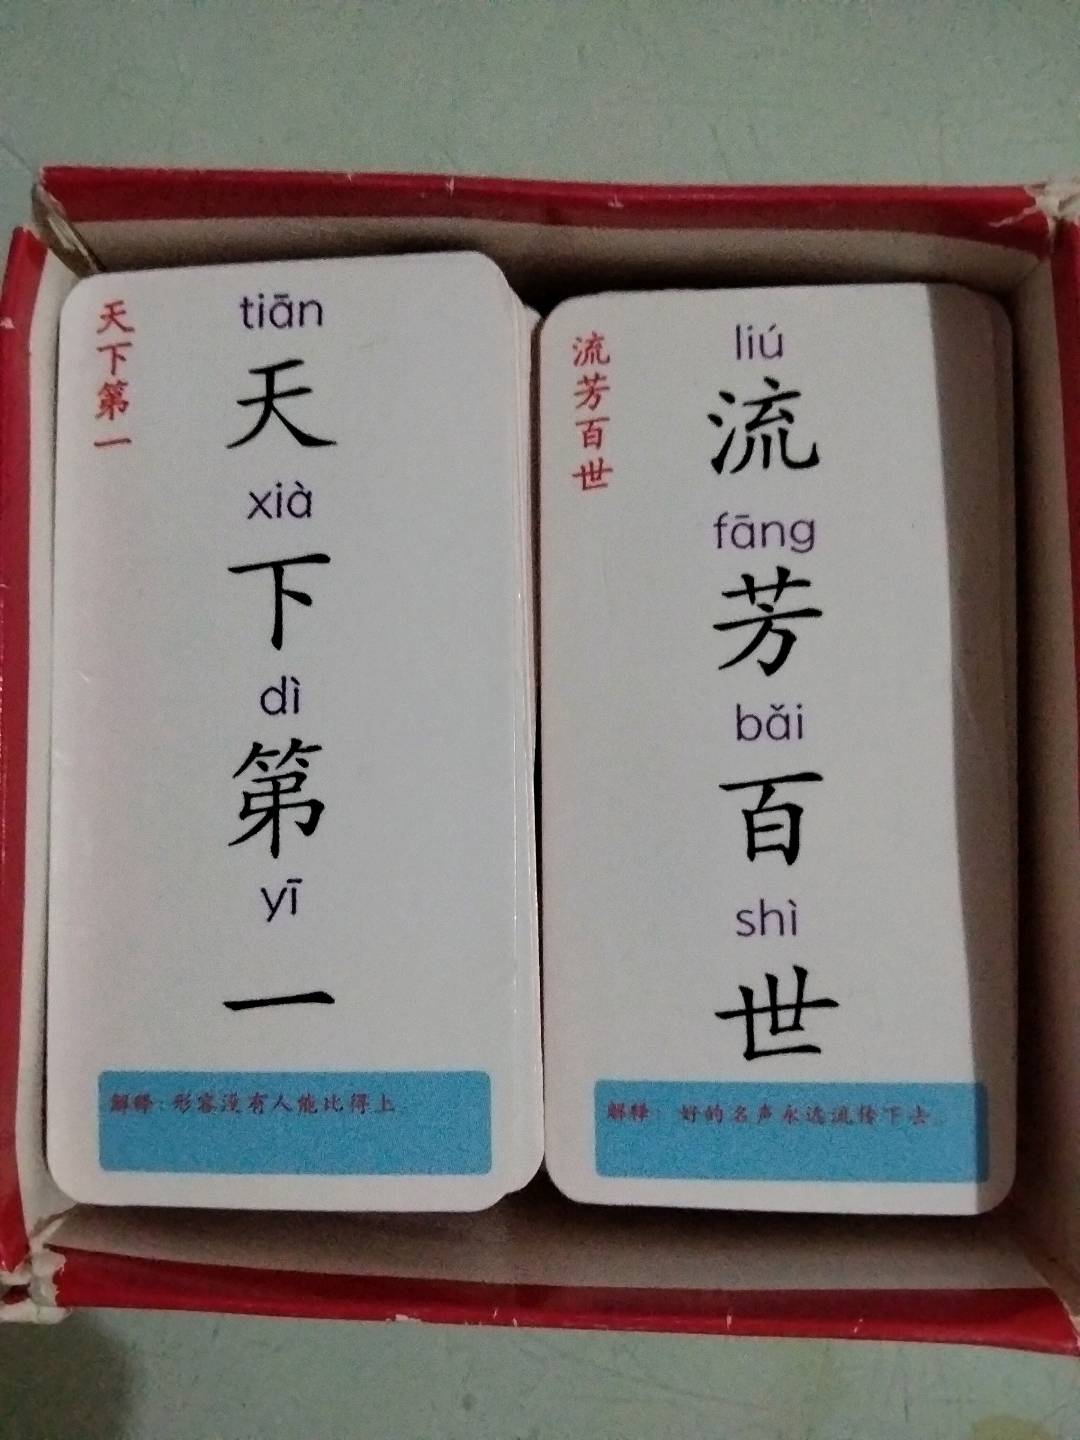 天下第一
tiān
天
xià
下
dì
第
yī
一
解释：形容没有人能比得上。
流芳百世
liú
流
fāng
芳
bǎi
百
shì
世
解释：好的名声永远流传下去。